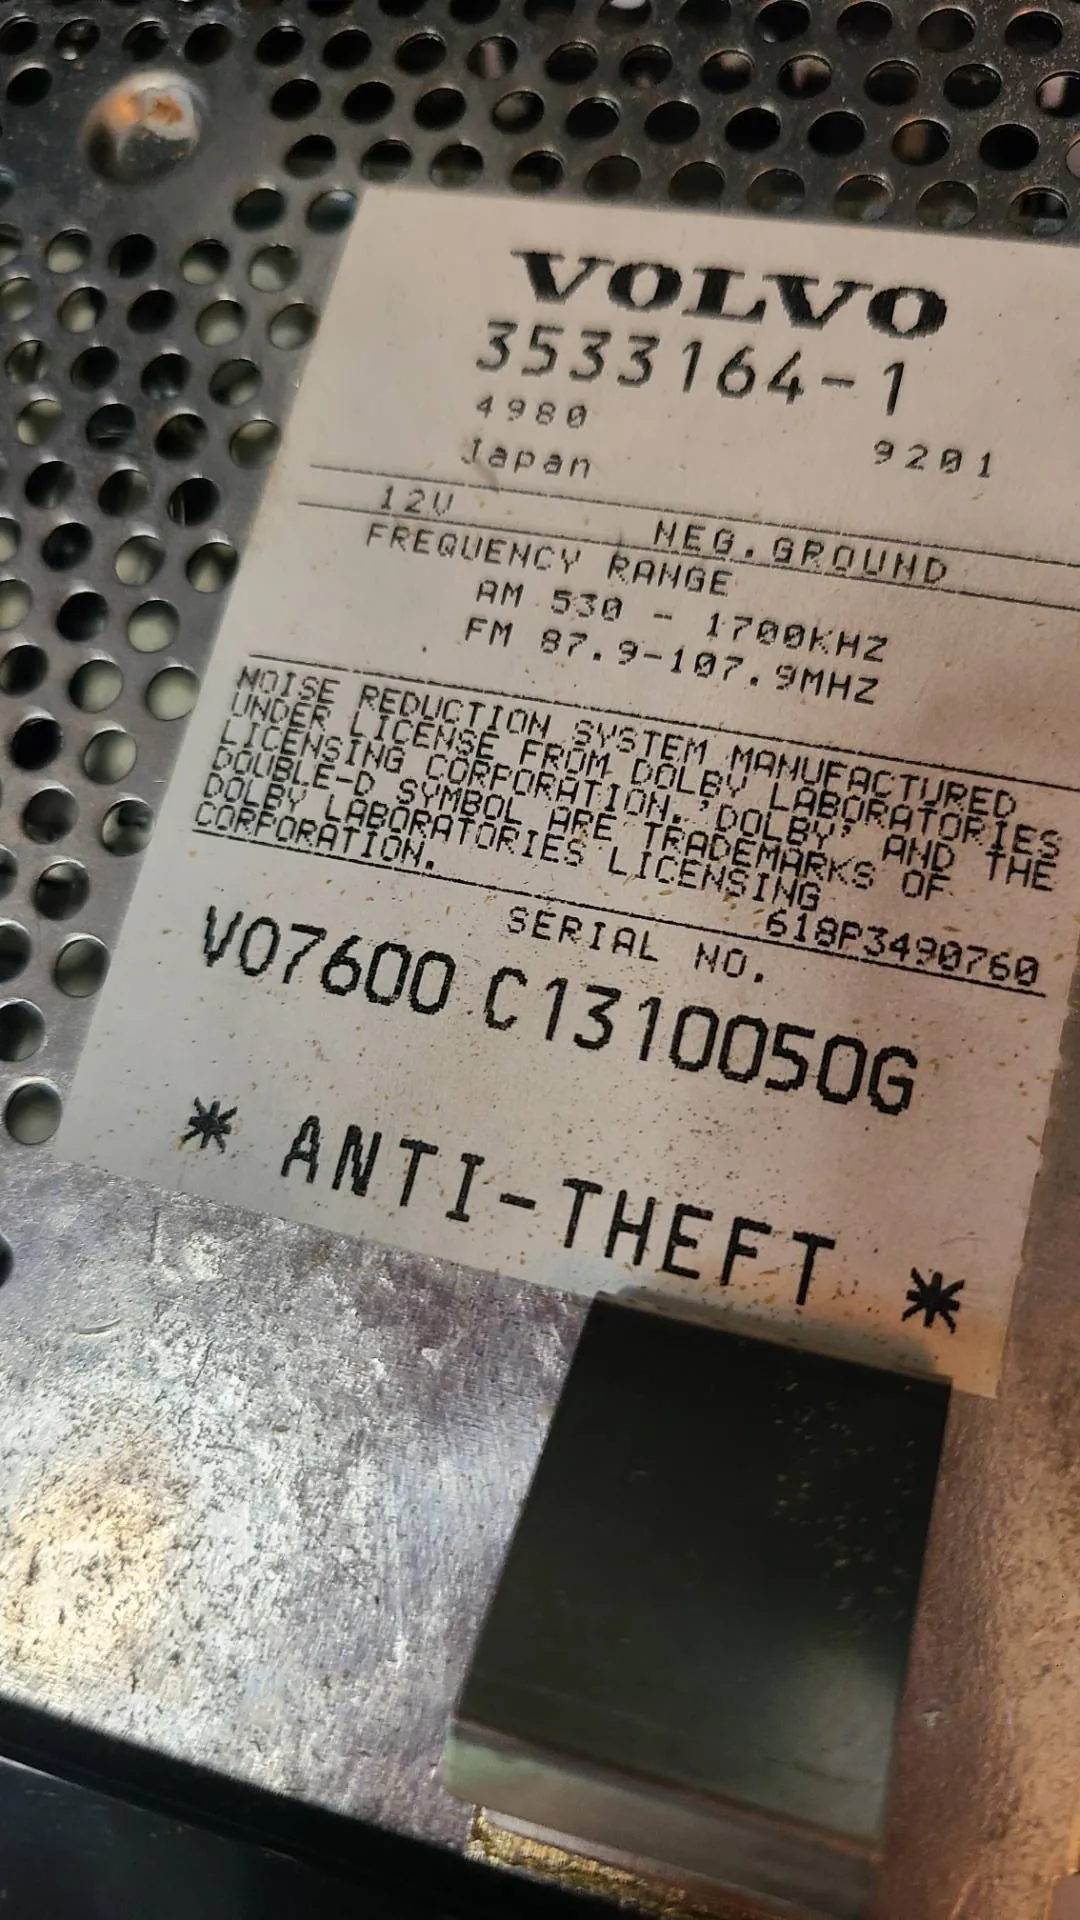 VOLVO
3533164-1
4980 9201
Japan
12V NEG.GROUND
FREQUENCY RANGE
AM 530 - 1700KHZ
FM 87.9-107.9MHZ
NOISE REDUCTION SYSTEM MANUFACTURED
UNDER LICENSE FROM DOLBY LABORATORIES
LICENSING CORPORATION.'DOLBY' AND THE
DOUBLE-D SYMBOL ARE TRADEMARKS OF
DOLBY LABORATORIES LICENSING
CORPORATION. 618P3490760
SERIAL NO.
VO7600 C1310050G
* ANTI-THEFT *